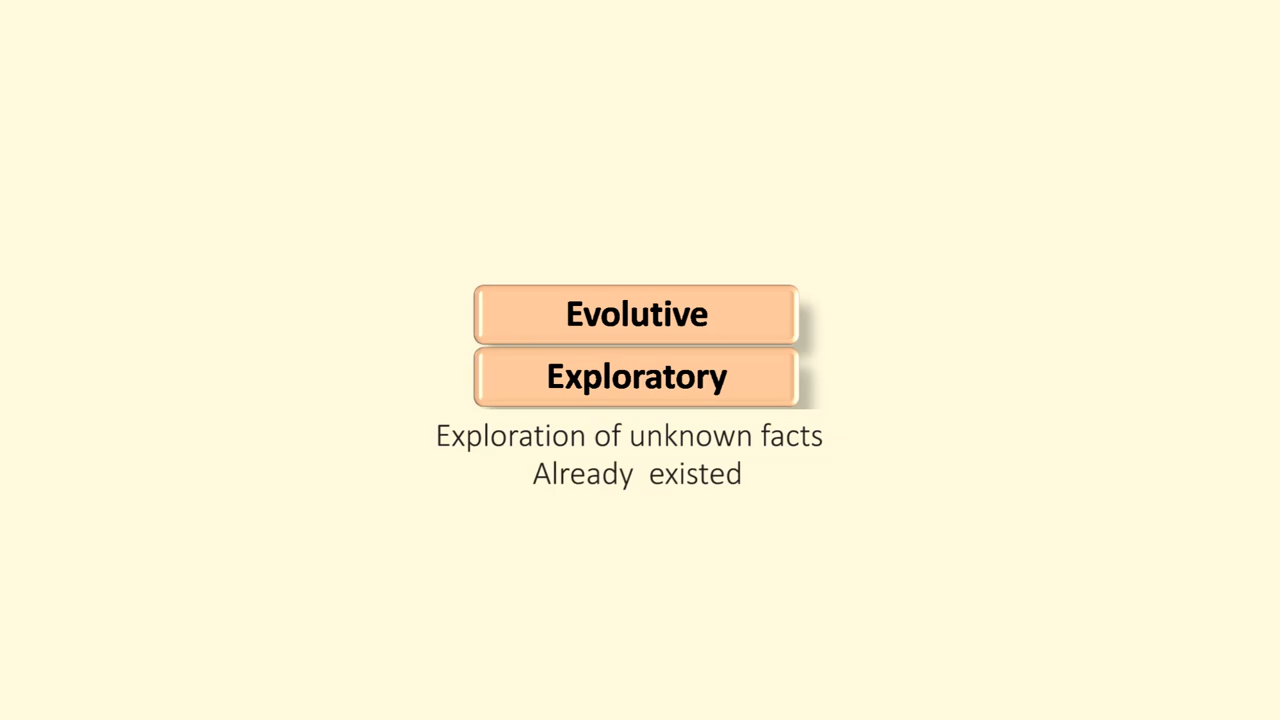 Evolutive
Exploratory
Exploration of unknown facts
Already existed